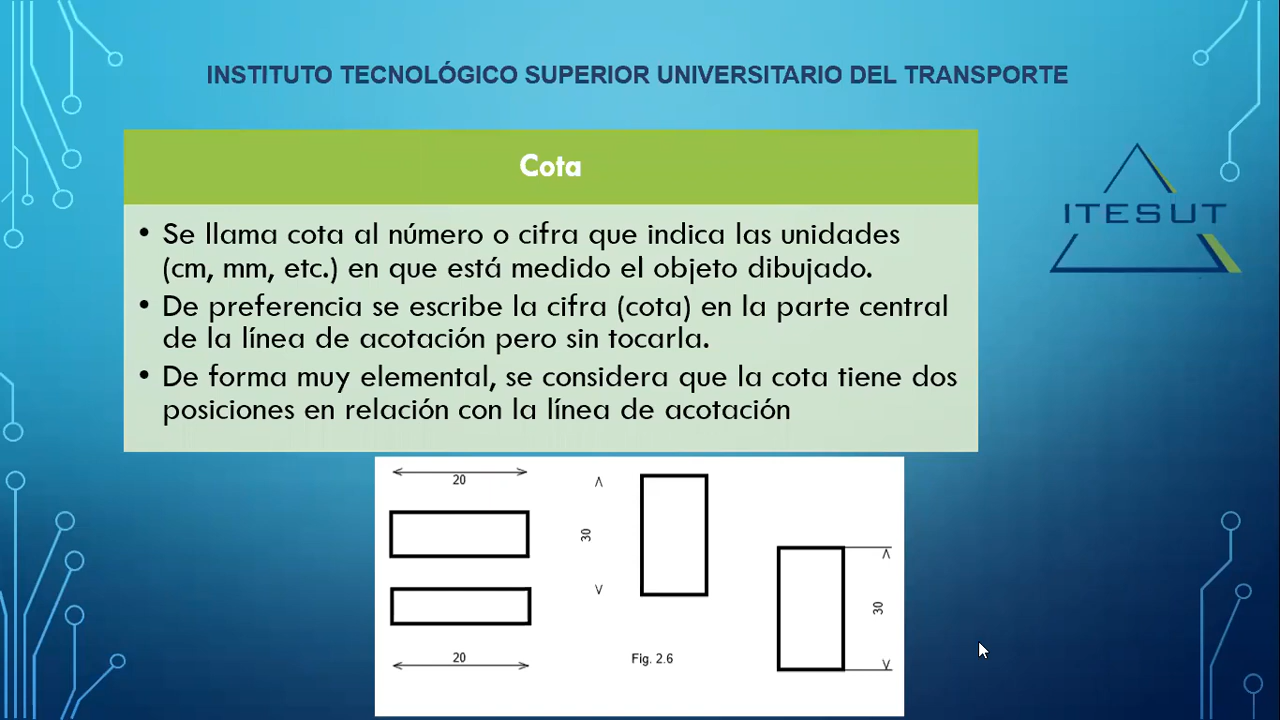 INSTITUTO TECNOLÓGICO SUPERIOR UNIVERSITARIO DEL TRANSPORTE
Cota
ITESUT
• Se llama cota al número o cifra que indica las unidades
(cm, mm, etc.) en que está medido el objeto dibujado.
• De preferencia se escribe la cifra (cota) en la parte central
de la línea de acotación pero sin tocarla.
• De forma muy elemental, se considera que la cota tiene dos
posiciones en relación con la línea de acotación
20
30
30
20
Fig. 2.6